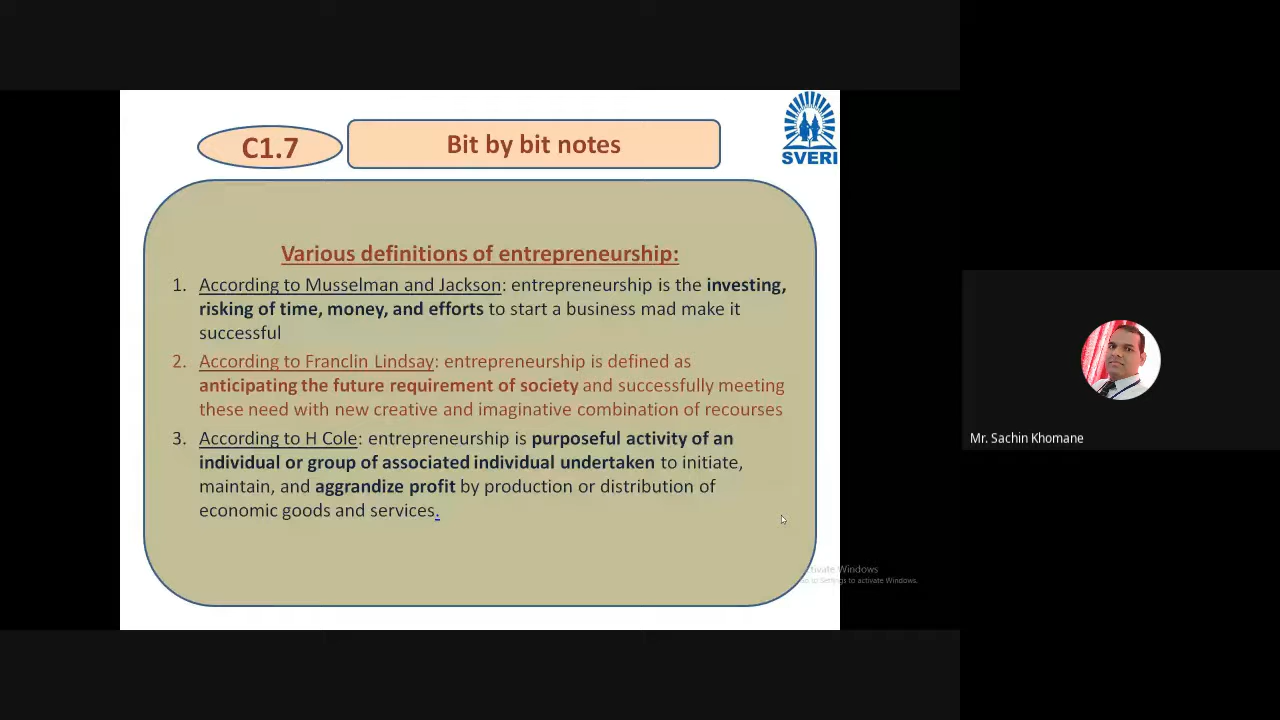 C1.7
Bit by bit notes
SVERI
Various definitions of entrepreneurship:
1. According to Musselman and Jackson: entrepreneurship is the investing,
risking of time, money, and efforts to start a business mad make it
successful
2. According to Franclin Lindsay: entrepreneurship is defined as
anticipating the future requirement of society and successfully meeting
these need with new creative and imaginative combination of recourses
3. According to H Cole: entrepreneurship is purposeful activity of an
individual or group of associated individual undertaken to initiate,
maintain, and aggrandize profit by production or distribution of
economic goods and services.
Mr. Sachin Khomane
Windows
to activate Windows.